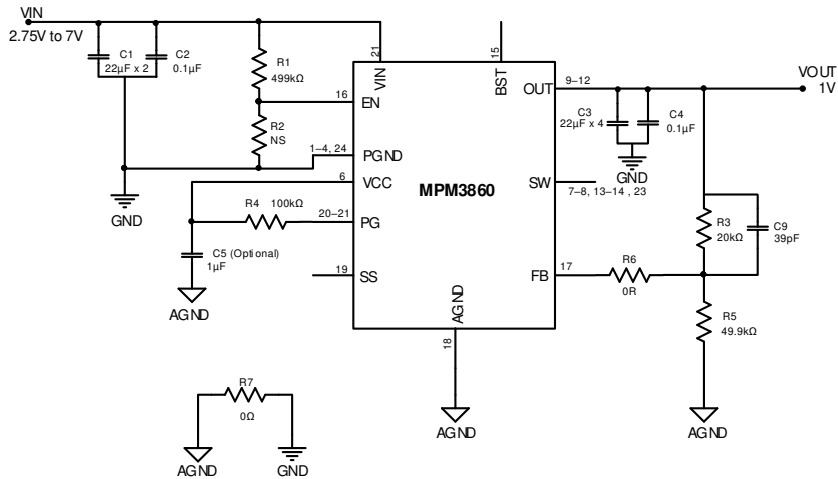 VIN
2.75V to 7V
C1
22µF x 2
C2
0.1µF
R1
499kΩ
R2
NS
GND
21
VIN
15
BST
16
EN
1–4, 24
PGND
6
VCC
R4 100kΩ
20–21
PG
C5 (Optional)
1µF
AGND
19
SS
MPM3860
OUT
9–12
C3
22µF x 4
C4
0.1µF
GND
VOUT
1V
SW
7–8, 13–14 , 23
R3
20kΩ
C9
39pF
FB
17
R6
0R
R5
49.9kΩ
AGND
AGND
18
AGND
R7
0Ω
AGND
GND